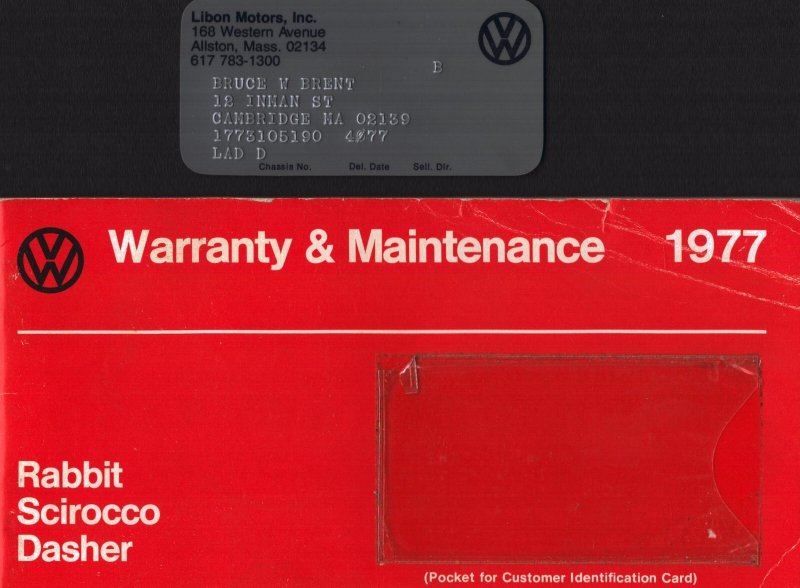 Libon Motors, Inc.
168 Western Avenue
Allston, Mass. 02134
617 783-1300
B
BRUCE W BRENT
12 INMAN ST
CAMBRIDGE MA 02139
1773105190 4077
LAD D
Chassis No. Del. Date Sell. Dlr.
Warranty & Maintenance 1977
Rabbit
Scirocco
Dasher
(Pocket for Customer Identification Card)